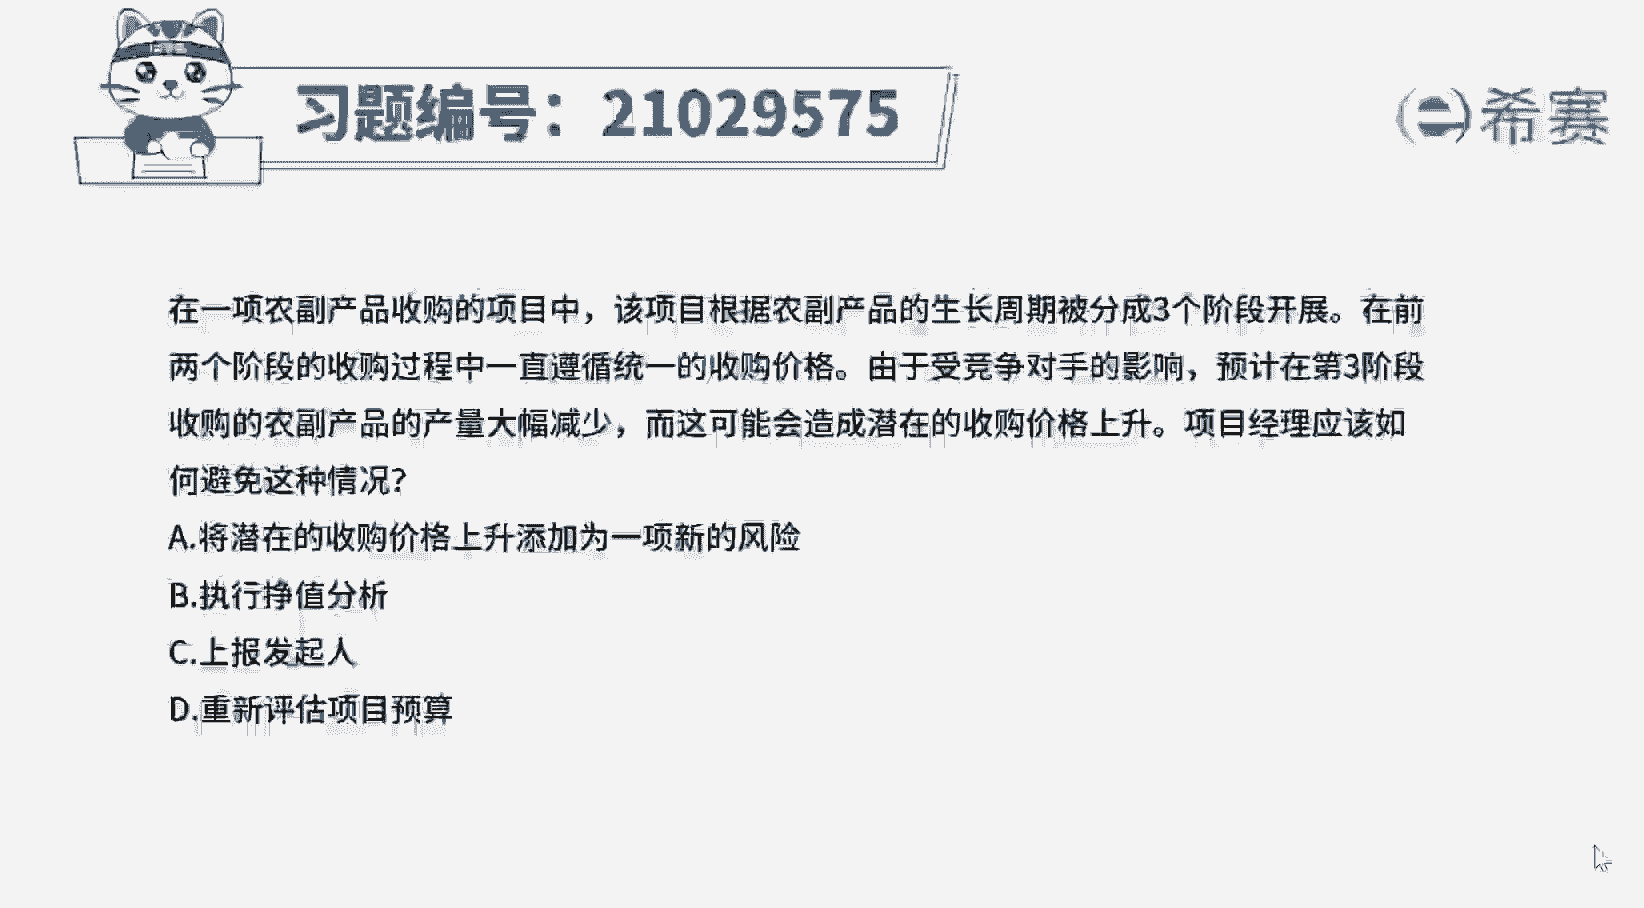 习题编号：21029575
希赛
在一项农副产品收购的项目中，该项目根据农副产品的生长周期被分成3个阶段开展。在前
两个阶段的收购过程中一直遵循统一的收购价格。由于受竞争对手的影响，预计在第3阶段
收购的农副产品的产量大幅减少，而这可能会造成潜在的收购价格上升。项目经理应该如
何避免这种情况？
A.将潜在的收购价格上升添加为一项新的风险
B.执行挣值分析
C.上报发起人
D.重新评估项目预算